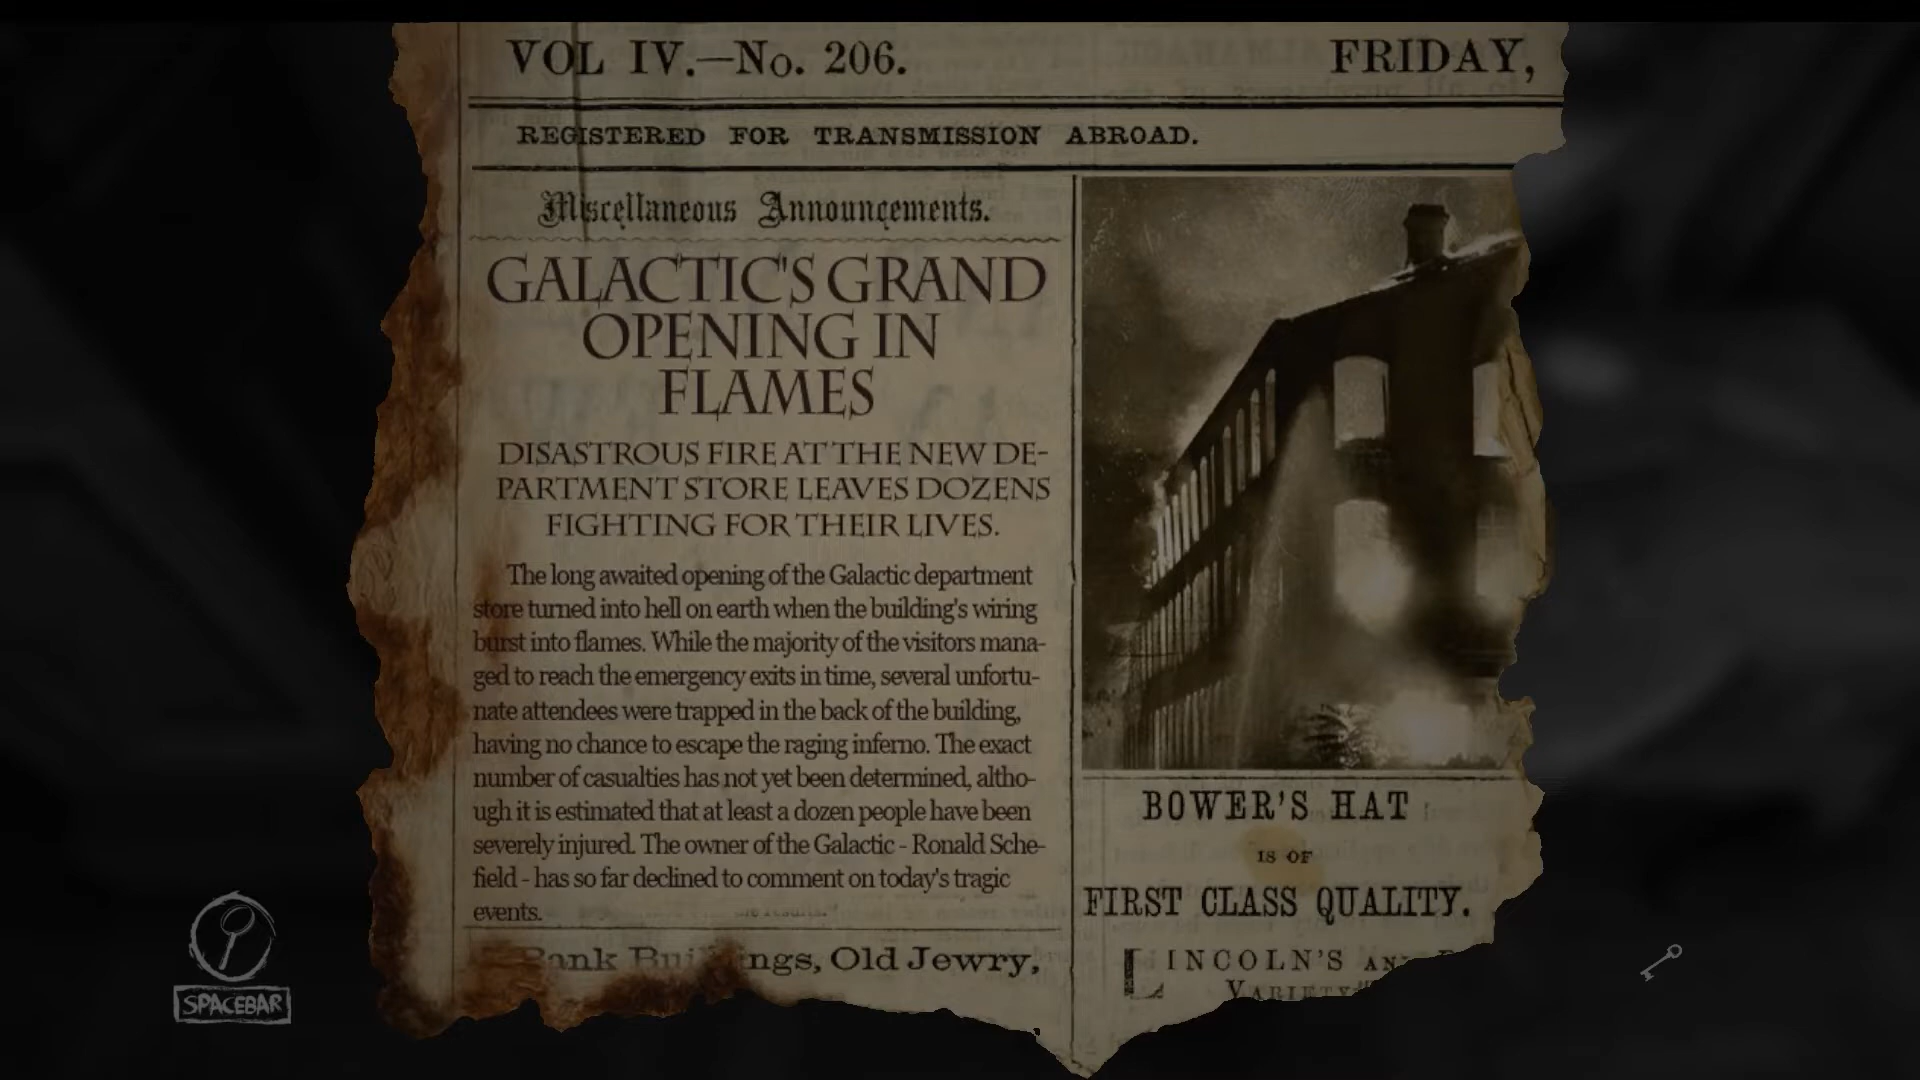 VOL IV.—No. 206.
FRIDAY,
REGISTERED FOR TRANSMISSION ABROAD.
Miscellaneous Announcements.
GALACTIC'S GRAND
OPENING IN
FLAMES
DISASTROUS FIRE AT THE NEW DE-
PARTMENT STORE LEAVES DOZENS
FIGHTING FOR THEIR LIVES.
The long awaited opening of the Galactic department
store turned into hell on earth when the building's wiring
burst into flames. While the majority of the visitors mana-
ged to reach the emergency exits in time, several unfortu-
nate attendees were trapped in the back of the building,
having no chance to escape the raging inferno. The exact
number of casualties has not yet been determined, altho-
ugh it is estimated that at least a dozen people have been
severely injured. The owner of the Galactic - Ronald Sche-
field - has so far declined to comment on today's tragic
events.
Old Jewry,
BOWER'S HAT
IS OF
FIRST CLASS QUALITY.
LINCOLN'S
SPACEBAR